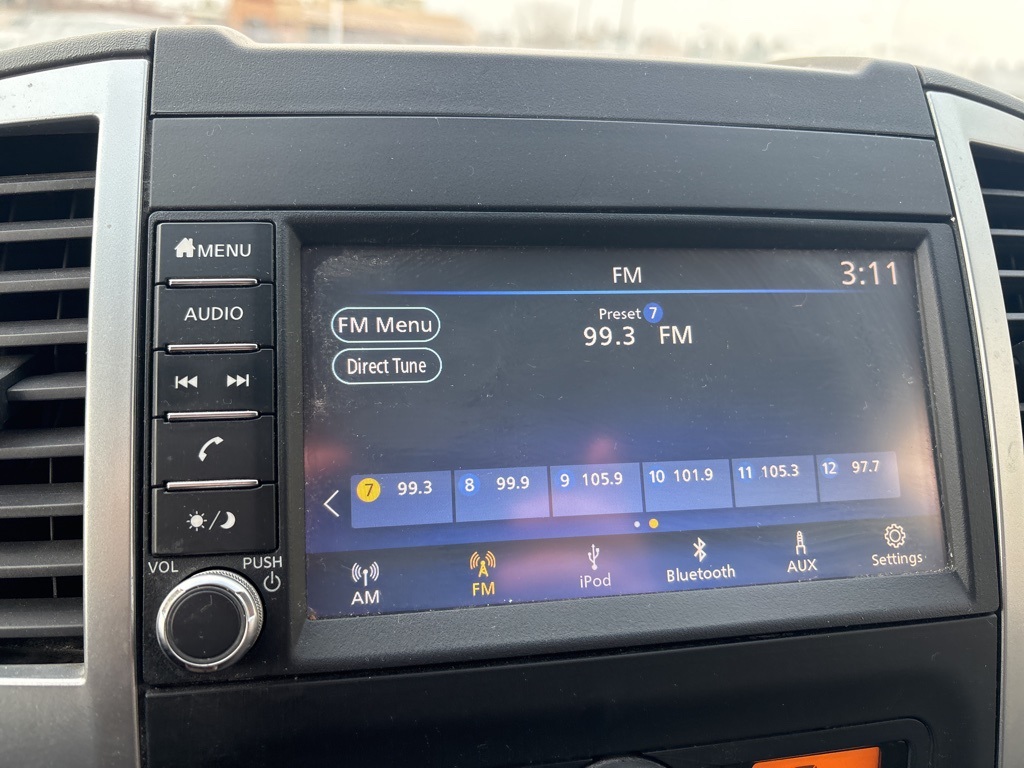 MENU
AUDIO
VOL
PUSH
FM
3:11
FM Menu
Preset 7
99.3 FM
Direct Tune
7 99.3
8 99.9
9 105.9
10 101.9
11 105.3
12 97.7
AM
FM
iPod
Bluetooth
AUX
Settings